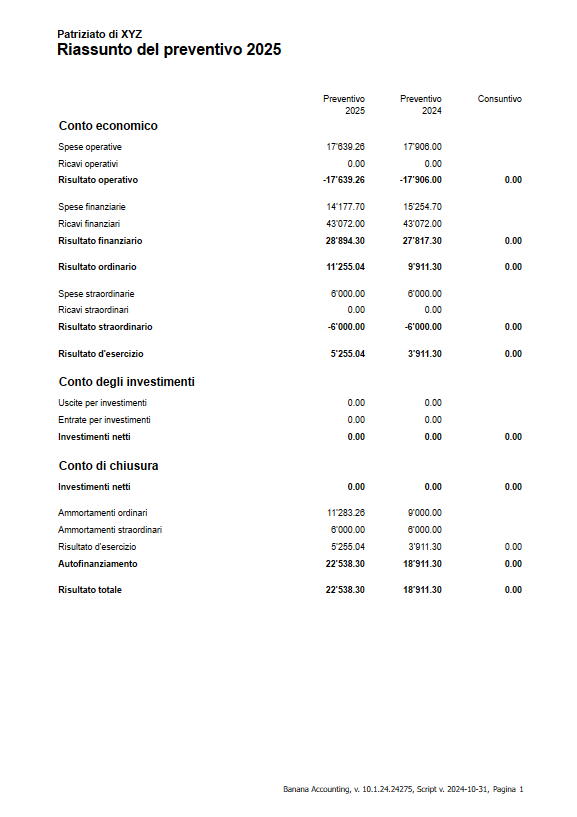 Patriziato di XYZ
Riassunto del preventivo 2025
Preventivo Preventivo Consuntivo
2025 2024
Conto economico
Spese operative 17'639.26 17'906.00
Ricavi operativi 0.00 0.00
Risultato operativo -17'639.26 -17'906.00 0.00
Spese finanziarie 14'177.70 15'254.70
Ricavi finanziari 43'072.00 43'072.00
Risultato finanziario 28'894.30 27'817.30 0.00
Risultato ordinario 11'255.04 9'911.30 0.00
Spese straordinarie 6'000.00 6'000.00
Ricavi straordinari 0.00 0.00
Risultato straordinario -6'000.00 -6'000.00 0.00
Risultato d'esercizio 5'255.04 3'911.30 0.00
Conto degli investimenti
Uscite per investimenti 0.00 0.00
Entrate per investimenti 0.00 0.00
Investimenti netti 0.00 0.00 0.00
Conto di chiusura
Investimenti netti 0.00 0.00 0.00
Ammortamenti ordinari 11'283.26 9'000.00
Ammortamenti straordinari 6'000.00 6'000.00
Risultato d'esercizio 5'255.04 3'911.30 0.00
Autofinanziamento 22'538.30 18'911.30 0.00
Risultato totale 22'538.30 18'911.30 0.00
Banana Accounting, v. 10.1.24.24275, Script v. 2024-10-31, Pagina 1